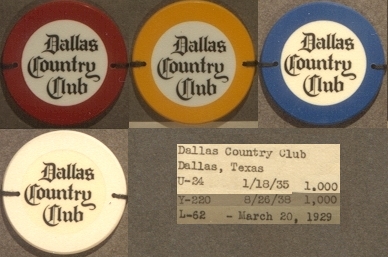 Dallas
Country
Club
Dallas
Country
Club
Dallas
Country
Club
Dallas
Country
Club
Dallas Country Club
Dallas, Texas
U-24 1/18/35 1.000
Y-220 8/26/38 1,000
L-62 - March 20, 1929